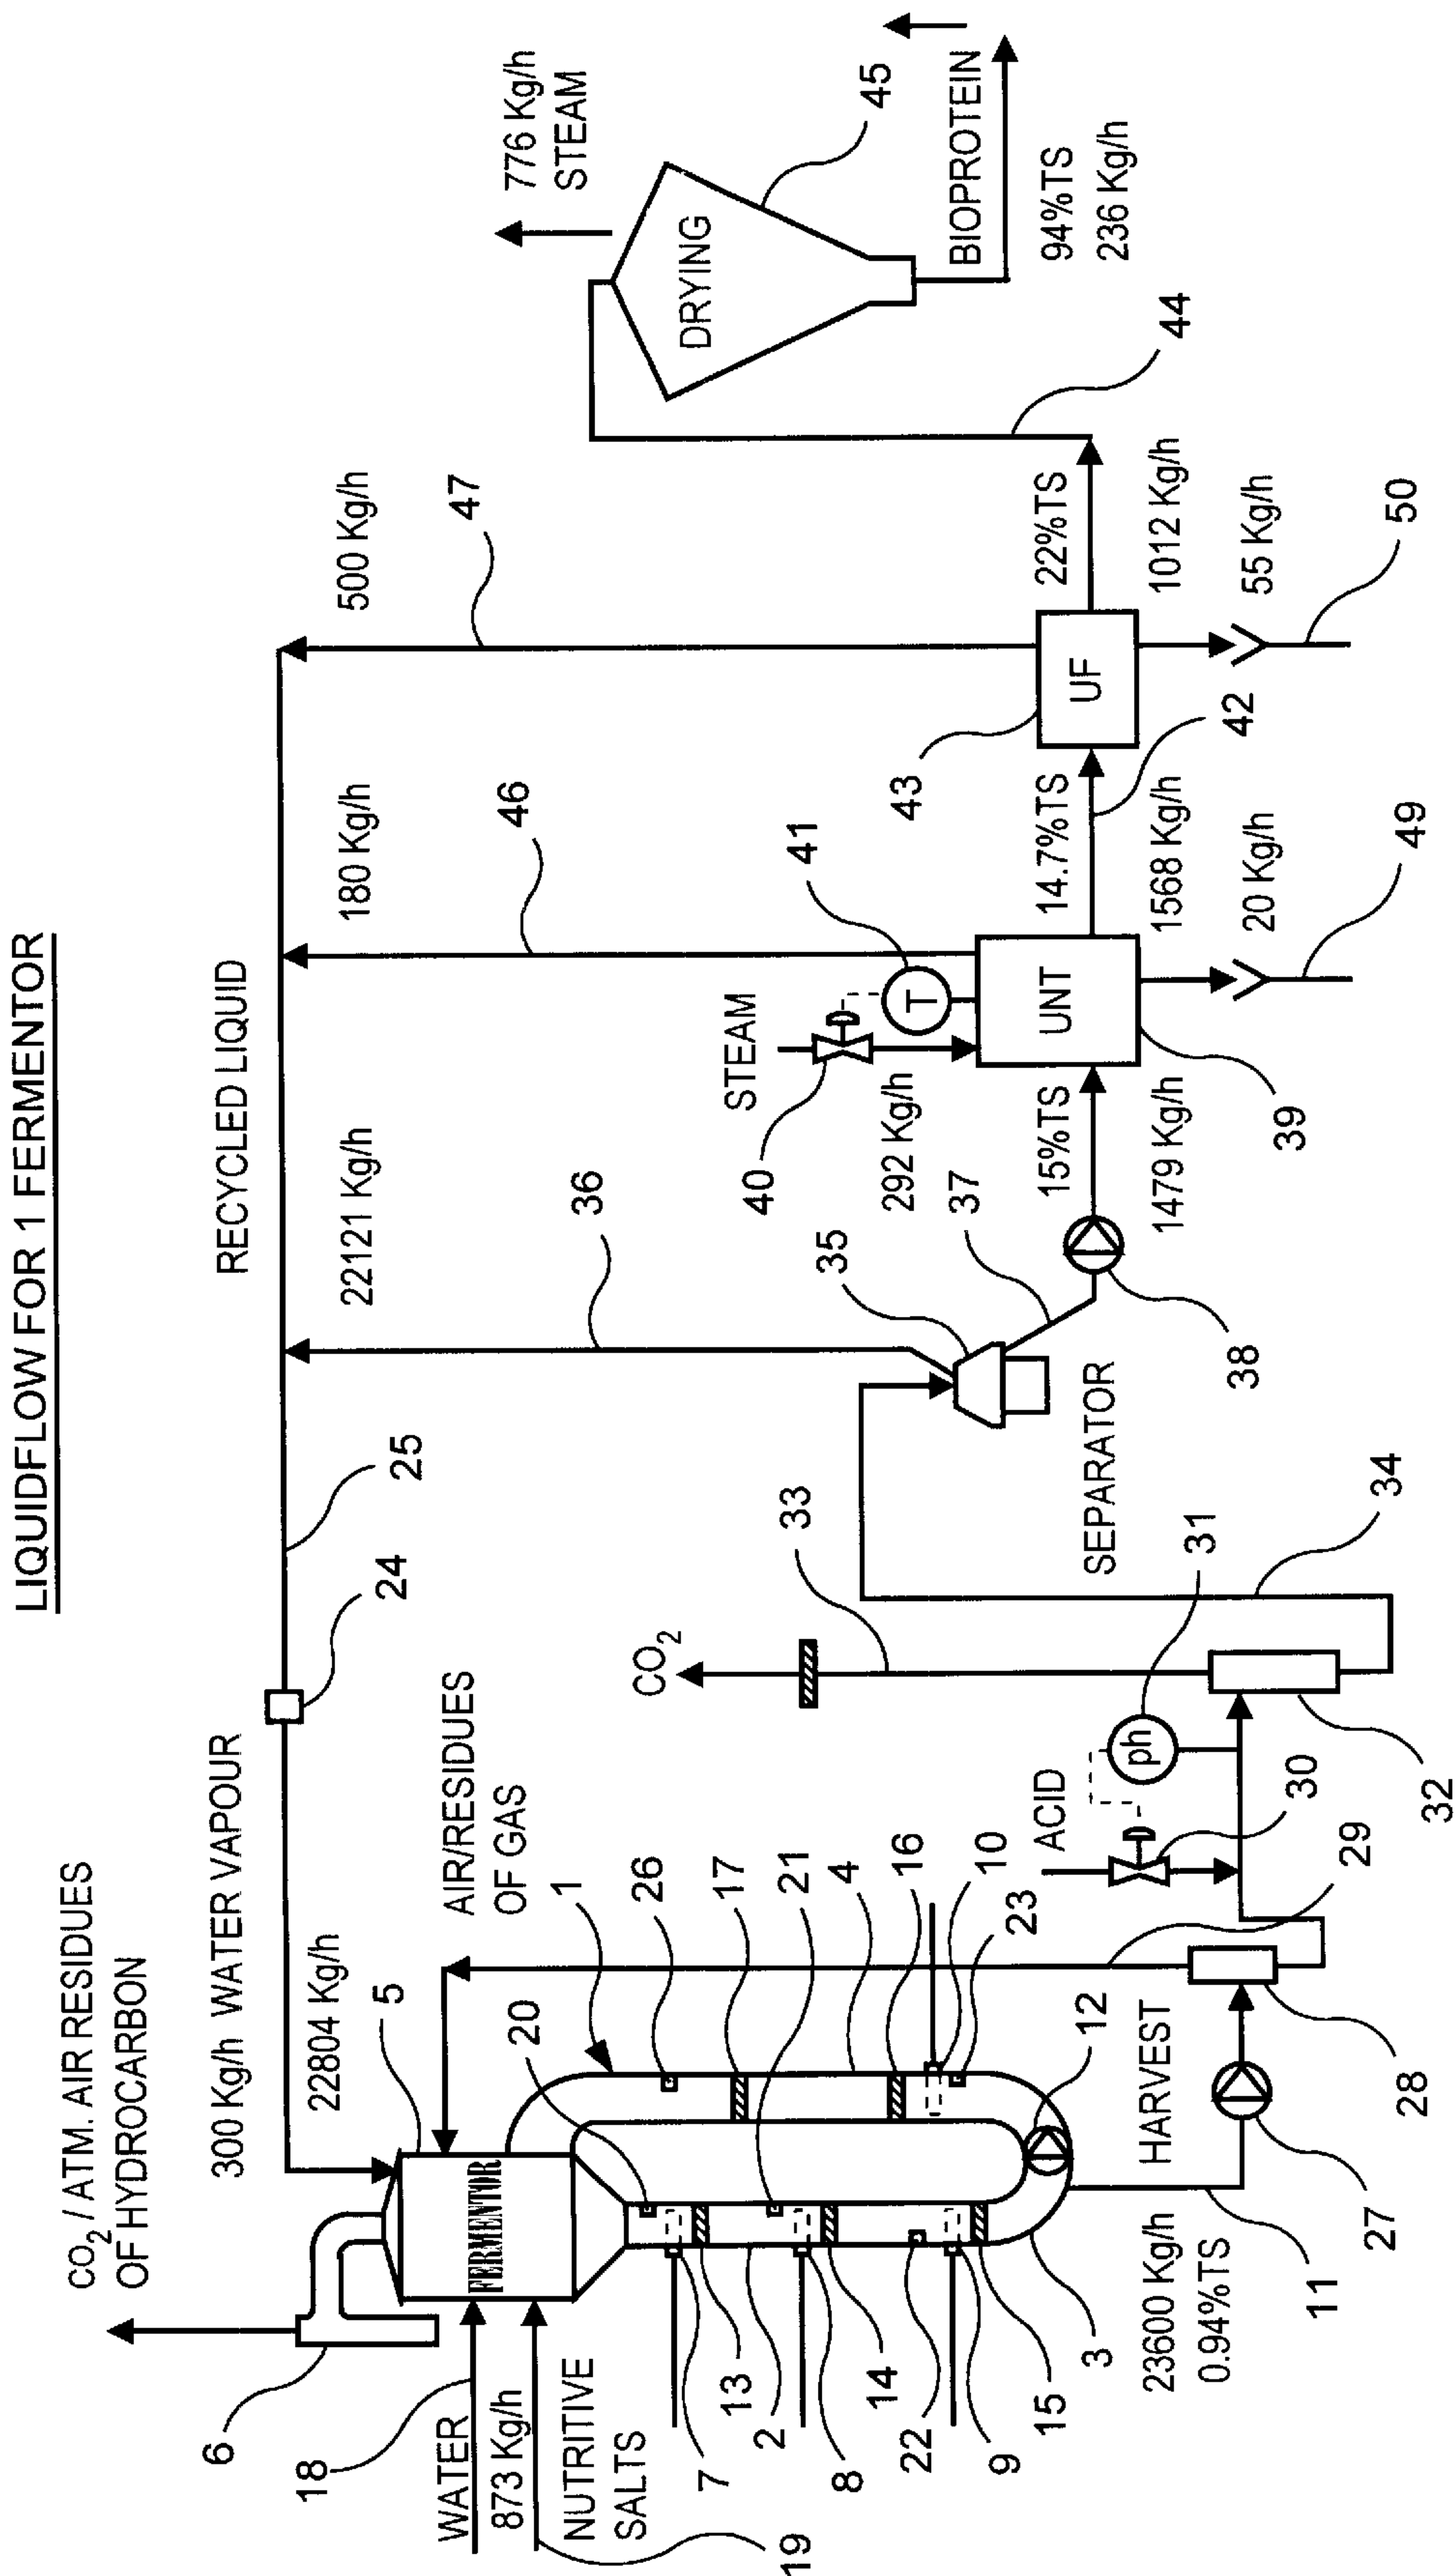 LIQUIDFLOW FOR 1 FERMENTOR
CO2 / ATM. AIR RESIDUES
OF HYDROCARBON
300 Kg/h WATER VAPOUR
22804 Kg/h
RECYCLED LIQUID
22121 Kg/h
180 Kg/h
500 Kg/h
776 Kg/h
STEAM
6
5
24
25
36
46
47
18
WATER
873 Kg/h
NUTRITIVE
SALTS
19
FERMENTOR
AIR/RESIDUES
OF GAS
20
1
26
17
21
4
16
10
23
12
7
13
2
8
14
22
9
15
3
CO2
33
ACID
ph
31
30
29
32
34
HARVEST
28
27
11
23600 Kg/h
0.94%TS
SEPARATOR
35
37
38
STEAM
40
292 Kg/h
T
41
15%TS
1479 Kg/h
UNT
39
14.7%TS
1568 Kg/h
20 Kg/h
49
43
UF
42
22%TS
1012 Kg/h
55 Kg/h
50
44
DRYING
45
BIOPROTEIN
94%TS
236 Kg/h